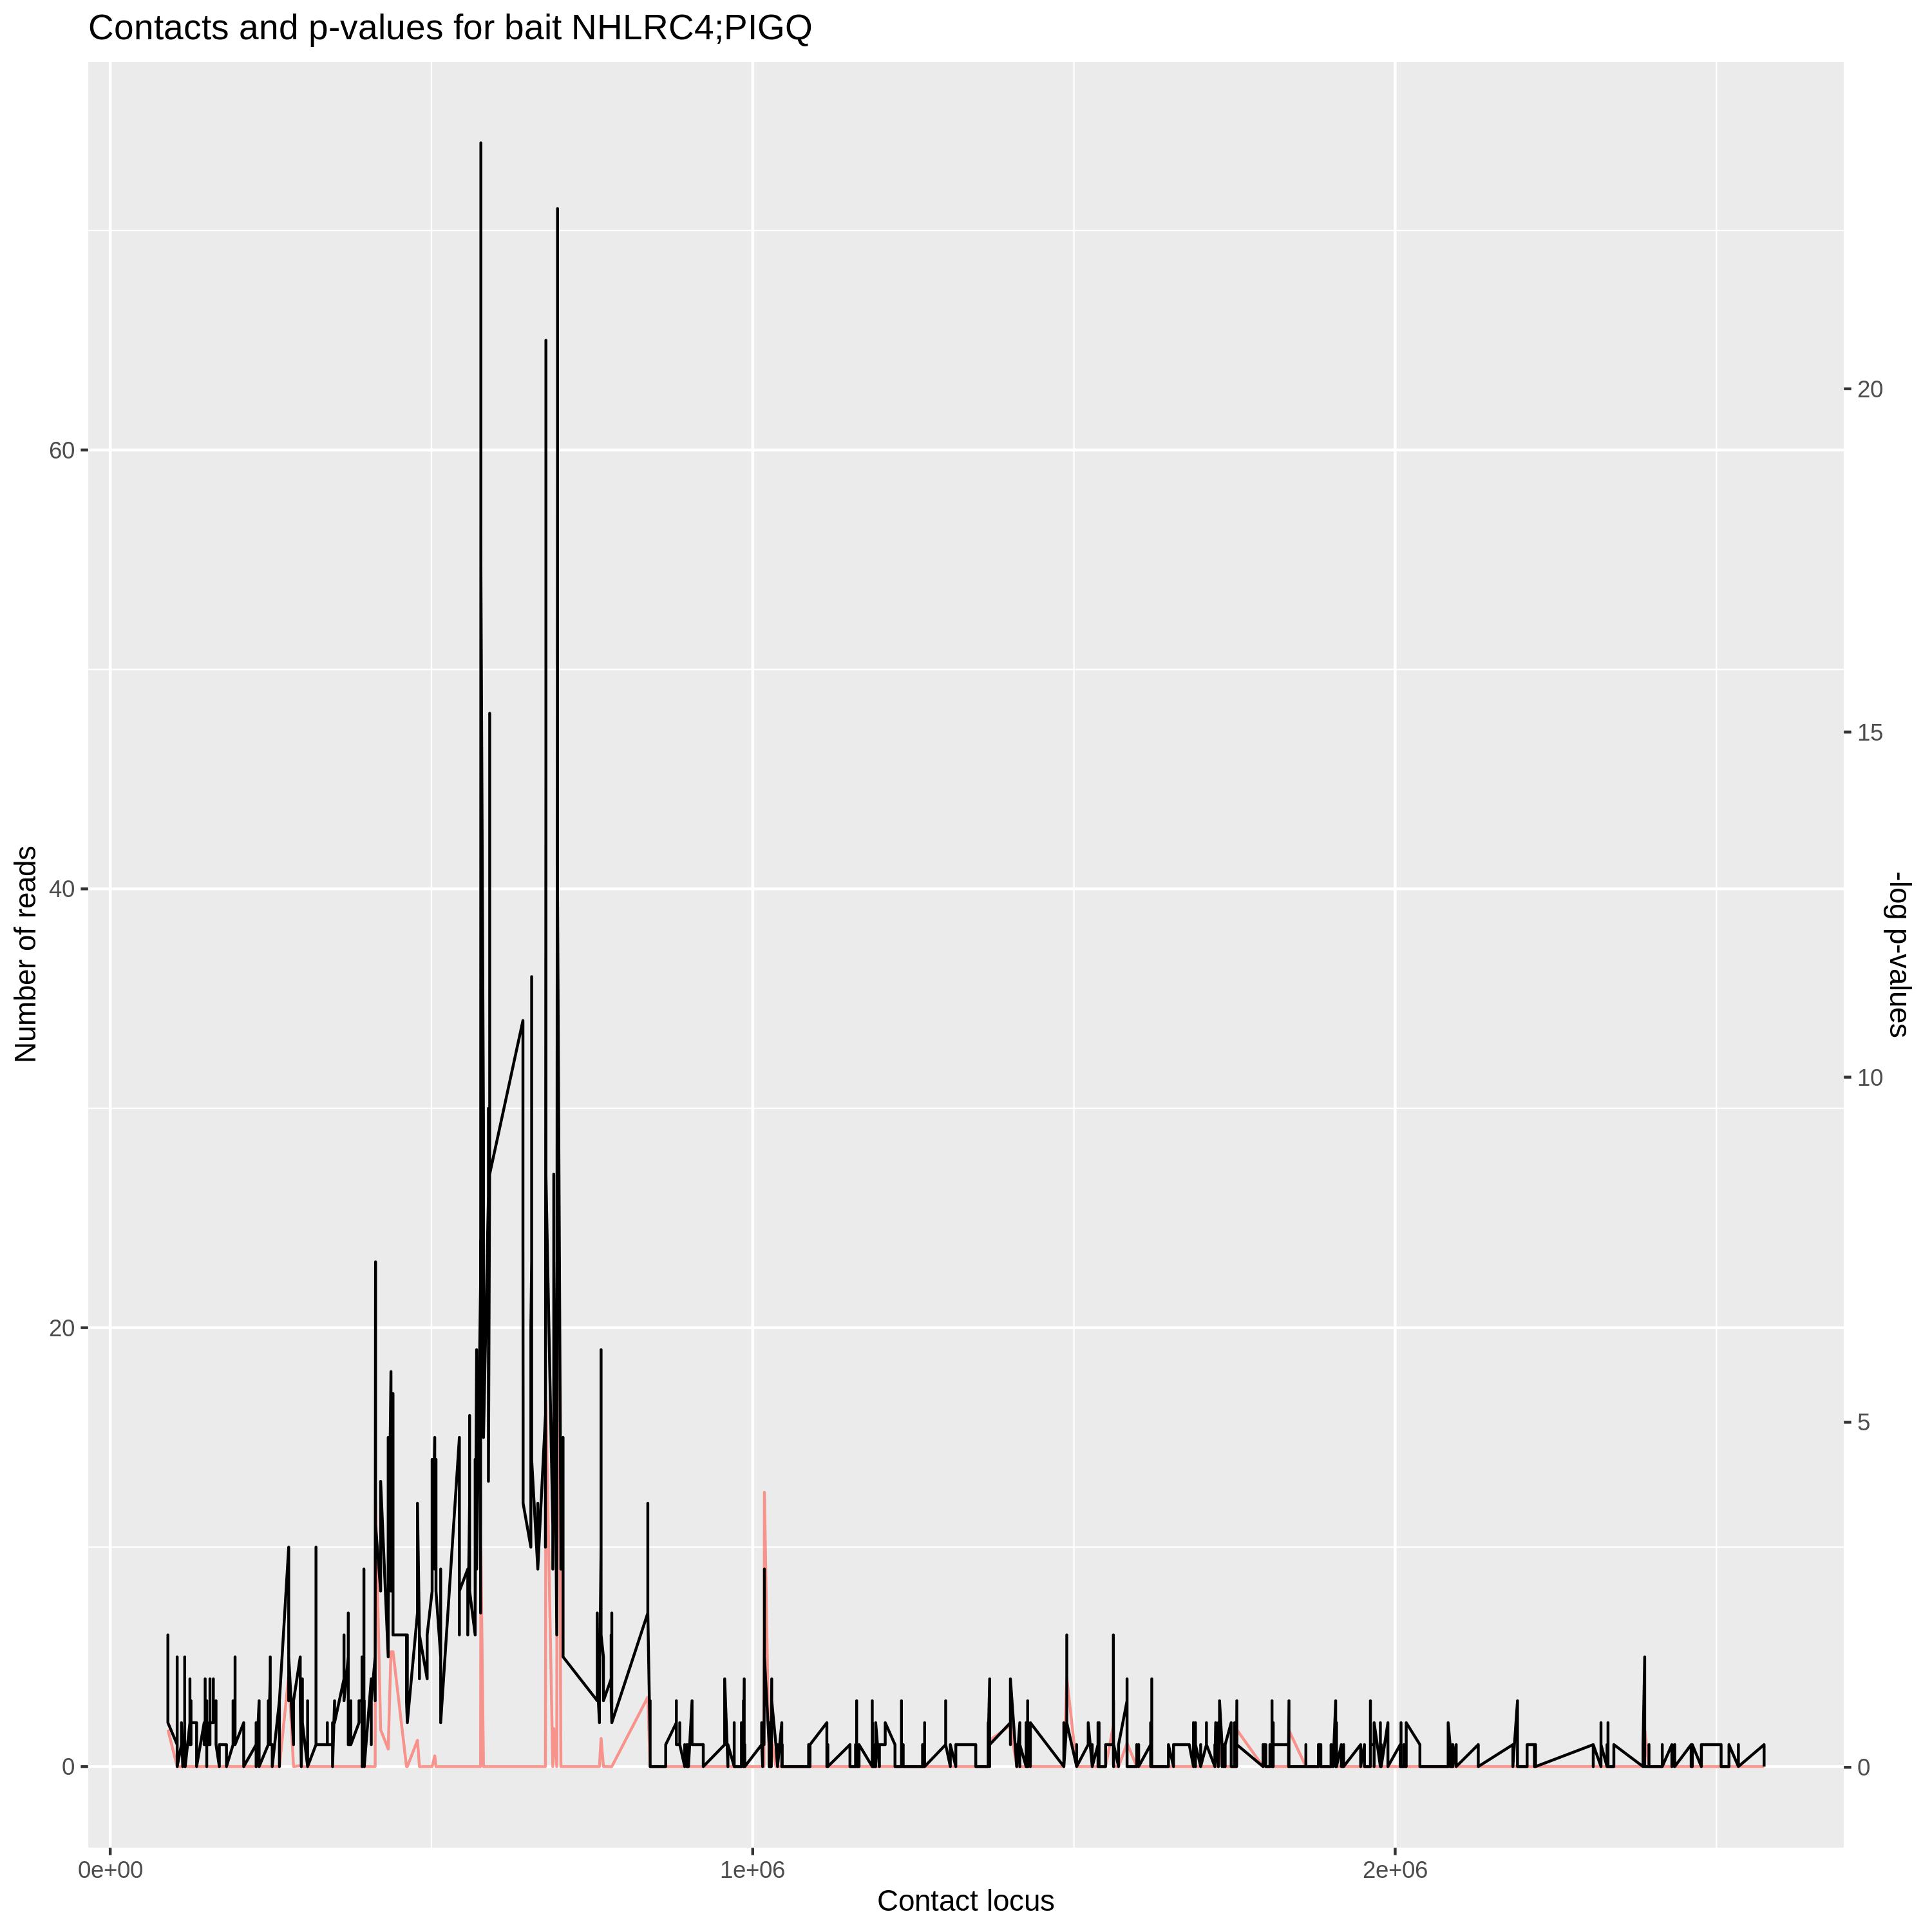 Contacts and p-values for bait NHLRC4;PIGQ
Number of reads
60
40
20
0
20
15
10
5
0
-log p-values
0e+00
1e+06
2e+06
Contact locus